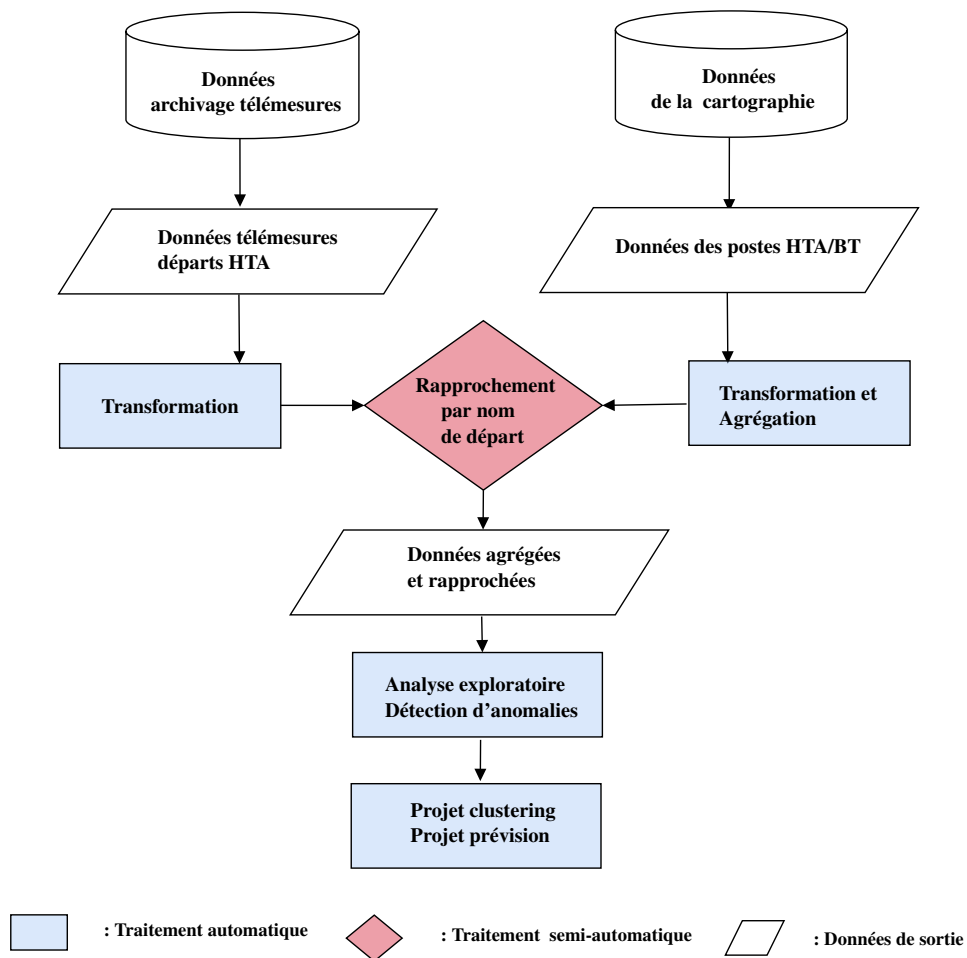 Données
archivage télémesures
Données
de la cartographie
Données télémesures
départs HTA
Données des postes HTA/BT
Transformation
Rapprochement
par nom
de départ
Transformation et
Agrégation
Données agrégées
et rapprochées
Analyse exploratoire
Détection d'anomalies
Projet clustering
Projet prévision
: Traitement automatique
: Traitement semi-automatique
: Données de sortie